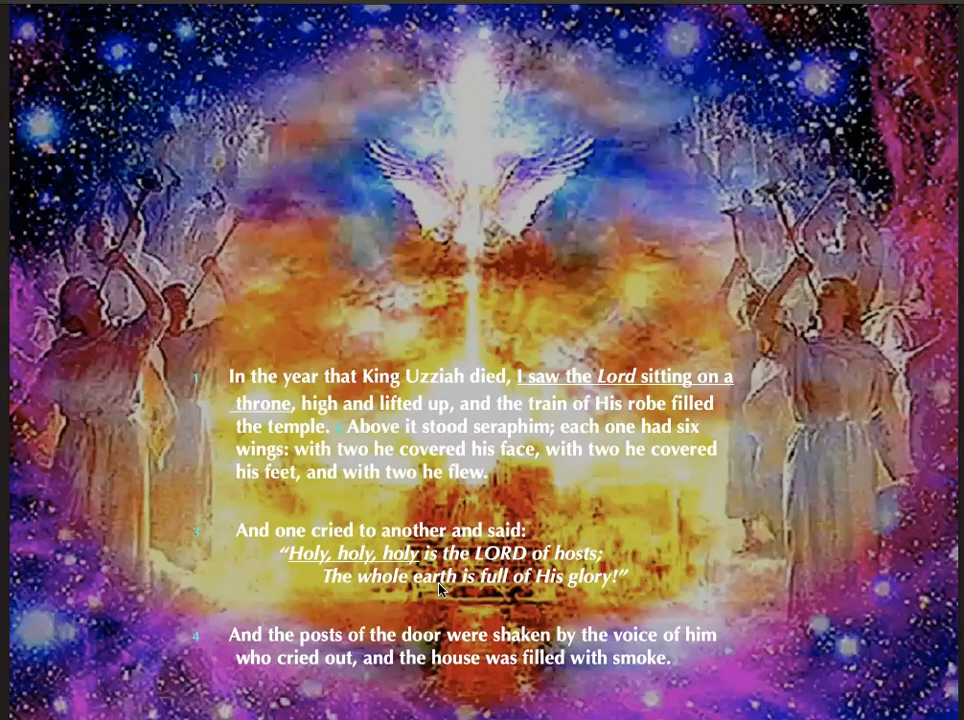 1 In the year that King Uzziah died, I saw the Lord sitting on a
throne, high and lifted up, and the train of His robe filled
the temple. 2 Above it stood seraphim; each one had six
wings: with two he covered his face, with two he covered
his feet, and with two he flew.
3 And one cried to another and said:
“Holy, holy, holy is the LORD of hosts;
The whole earth is full of His glory!”
4 And the posts of the door were shaken by the voice of him
who cried out, and the house was filled with smoke.